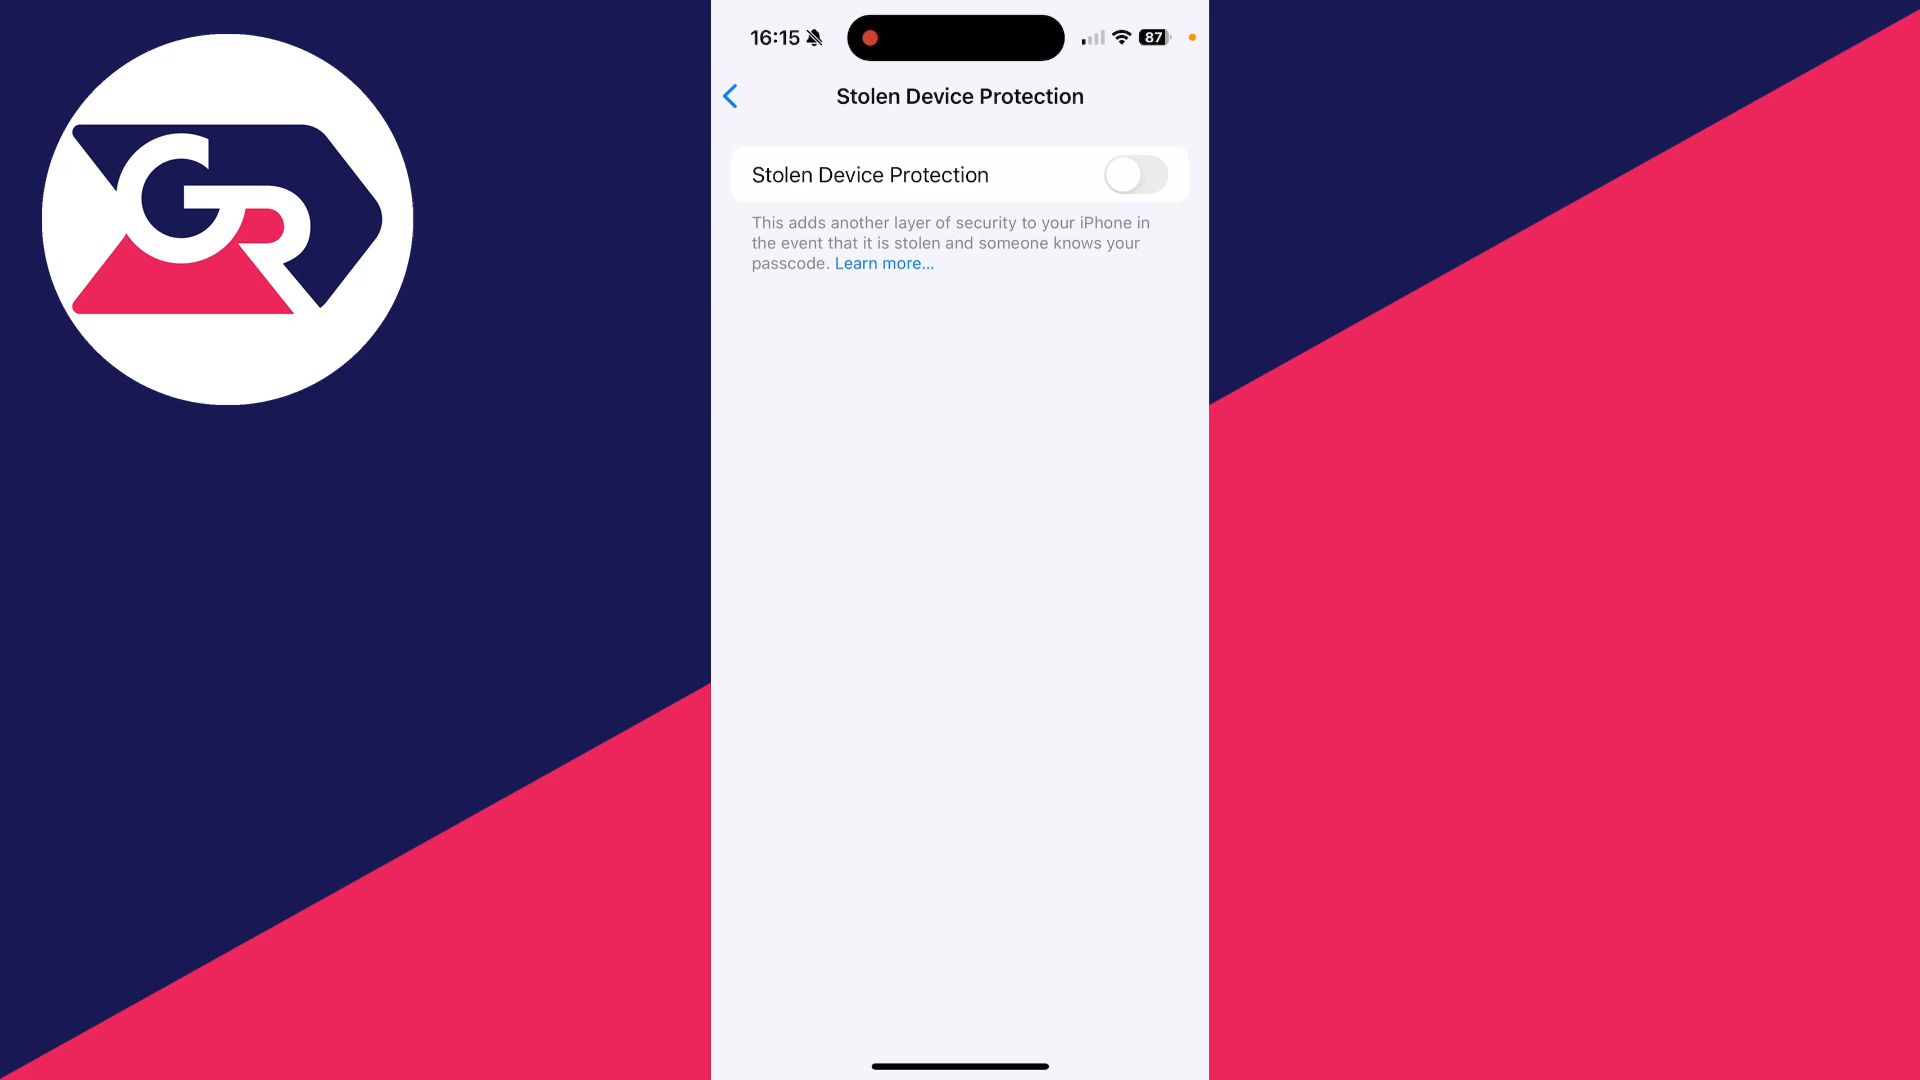 GR
16:15
87
Stolen Device Protection
Stolen Device Protection
This adds another layer of security to your iPhone in
the event that it is stolen and someone knows your
passcode. Learn more...